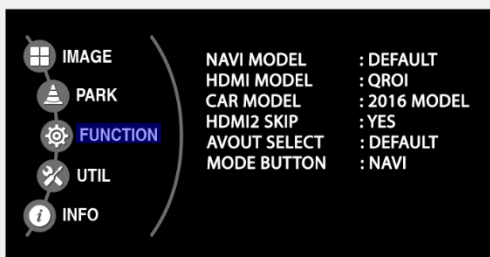 IMAGE
PARK
FUNCTION
UTIL
INFO
NAVI MODEL : DEFAULT
HDMI MODEL : QROI
CAR MODEL : 2016 MODEL
HDMI2 SKIP : YES
AVOUT SELECT : DEFAULT
MODE BUTTON : NAVI